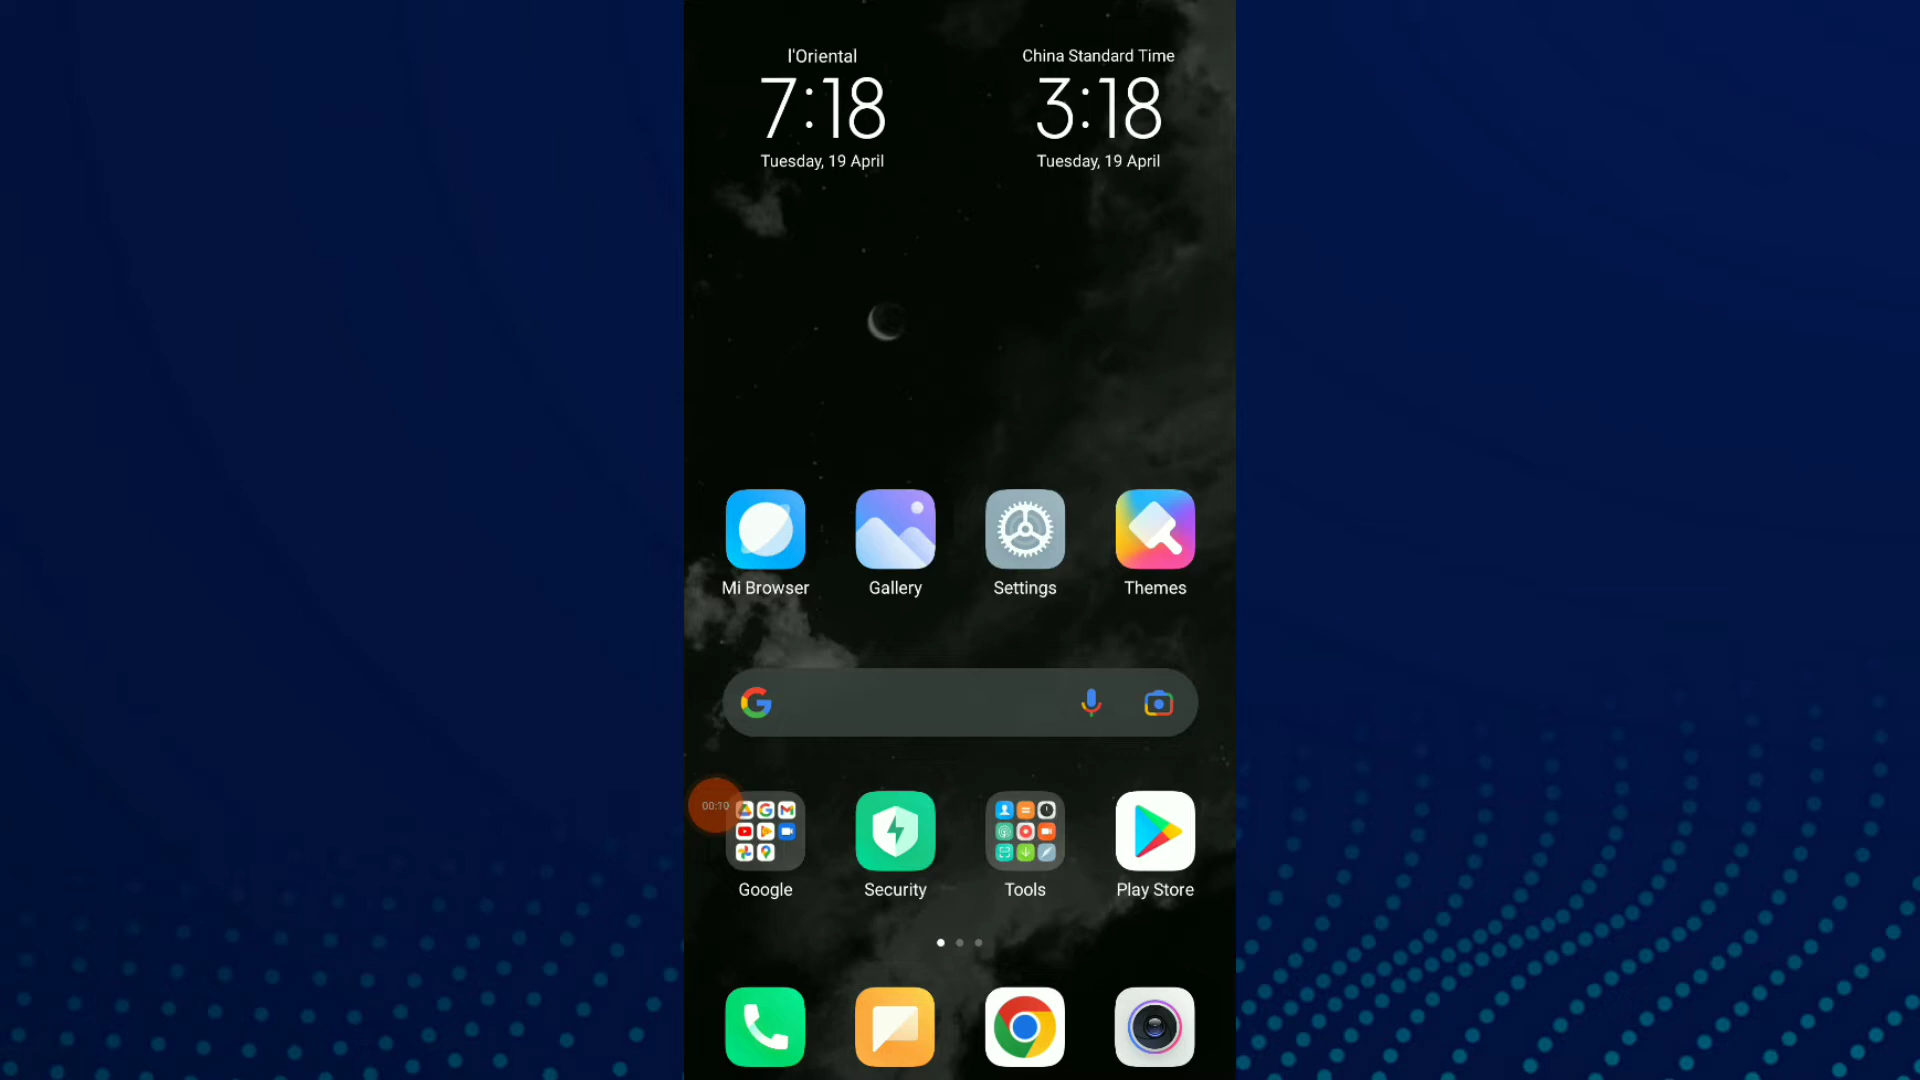 l'Oriental
China Standard Time
7:18
3:18
Tuesday, 19 April
Tuesday, 19 April
Mi Browser
Gallery
Settings
Themes
00:10
Google
Security
Tools
Play Store